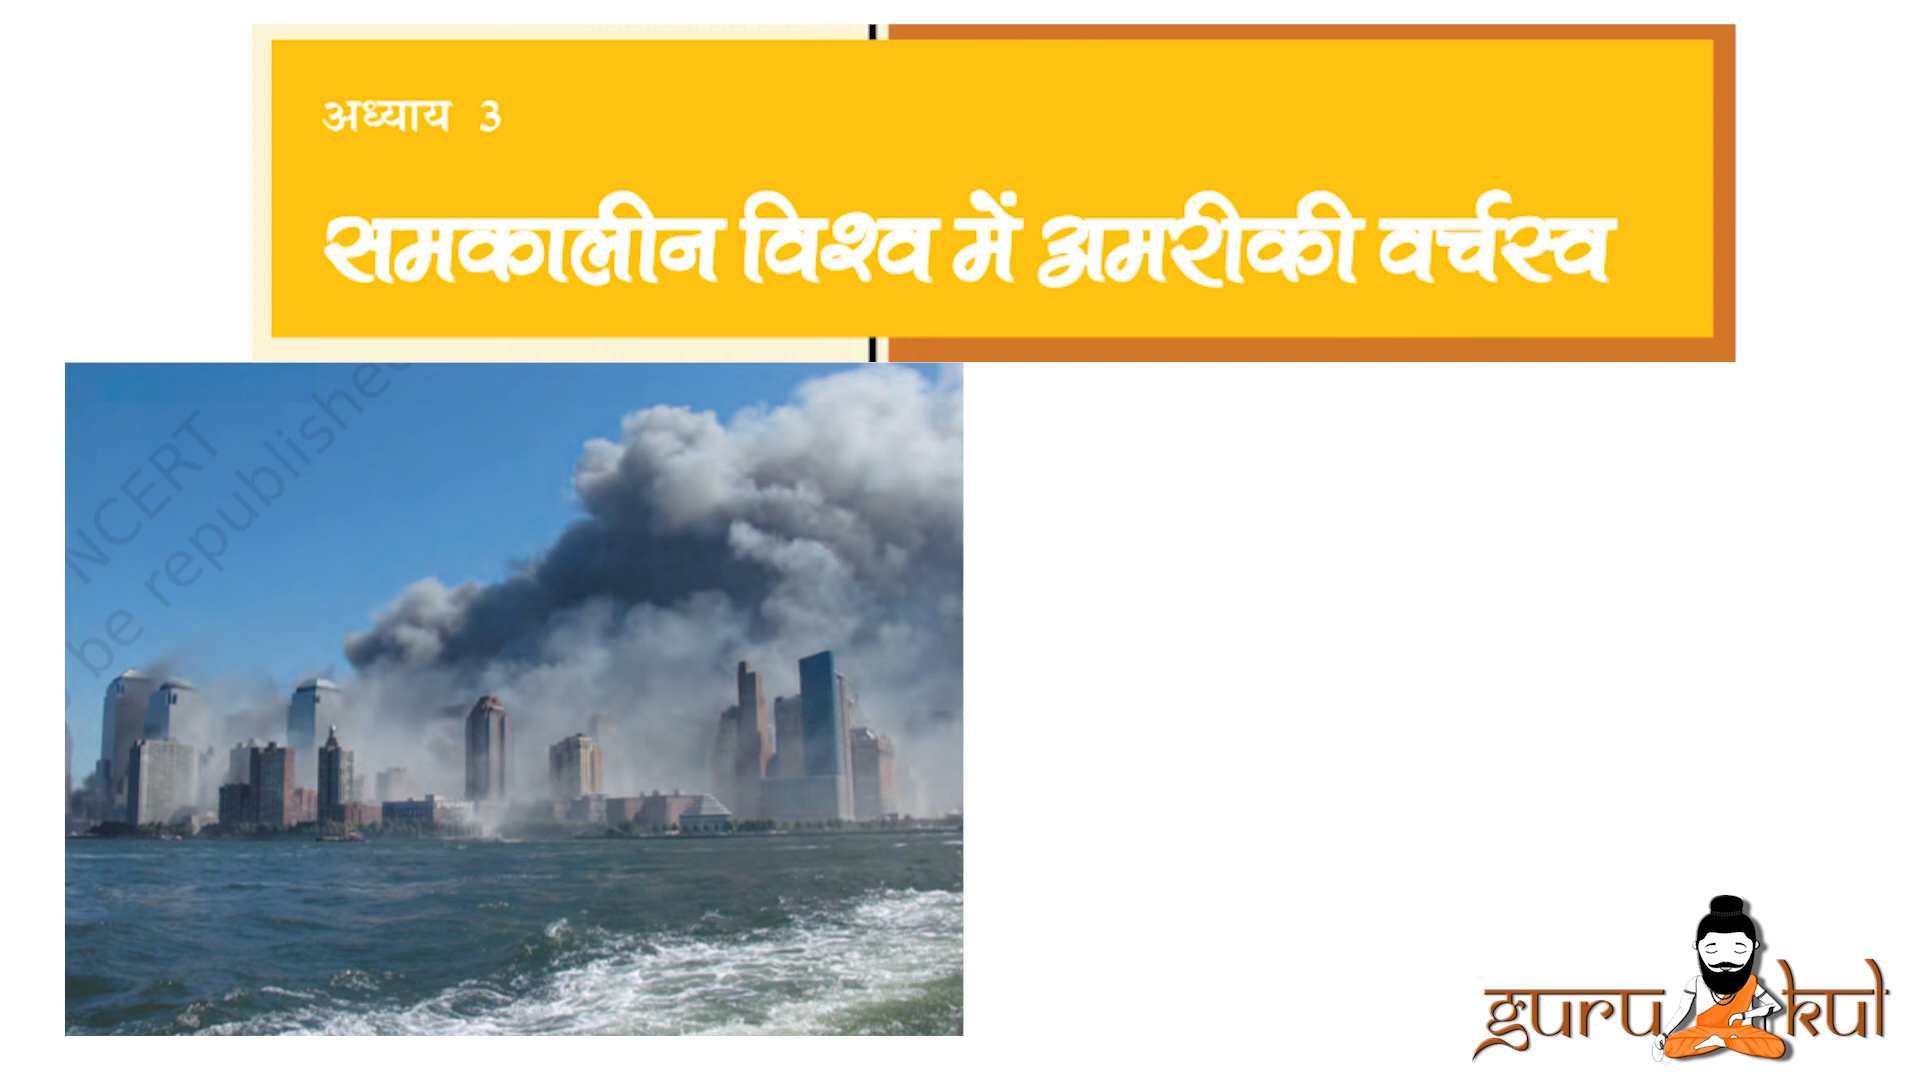 अध्याय 3
समकालीन विश्व में अमरीकी वर्चस्व
NCERT
be republished
guru kul